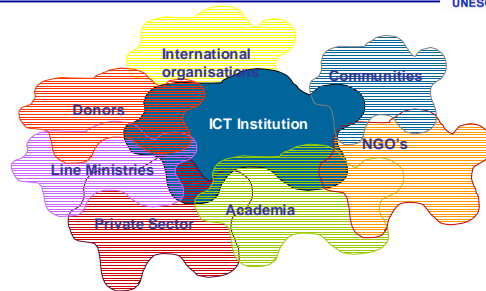 UNESC
International
organisations
Communities
Donors
ICT Institution
NGO's
Line Ministries
Academia
Private Sector